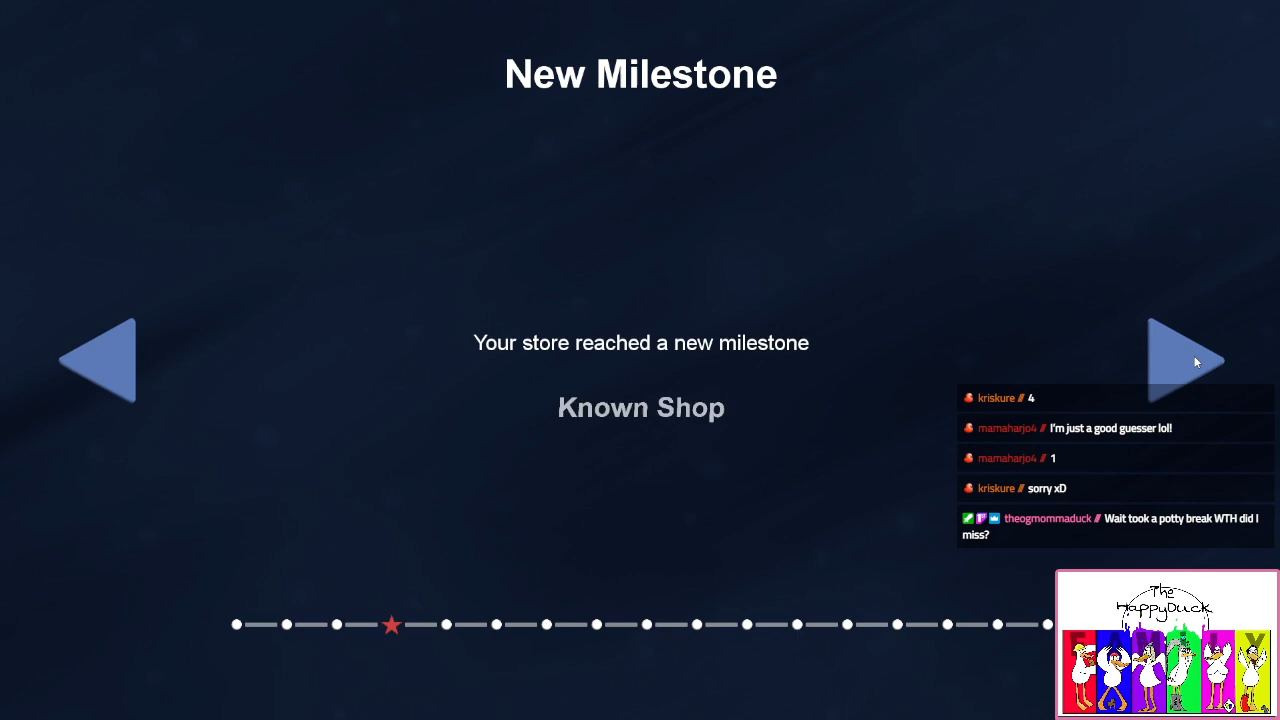 New Milestone
Your store reached a new milestone
Known Shop
kriskure // 4
mamaharjo4 // I'm just a good guesser lol!
mamaharjo4 // 1
kriskure // sorry xD
theogmommaduck // Wait took a potty break WTH did I
miss?
The
HappyDuck
FAMILY